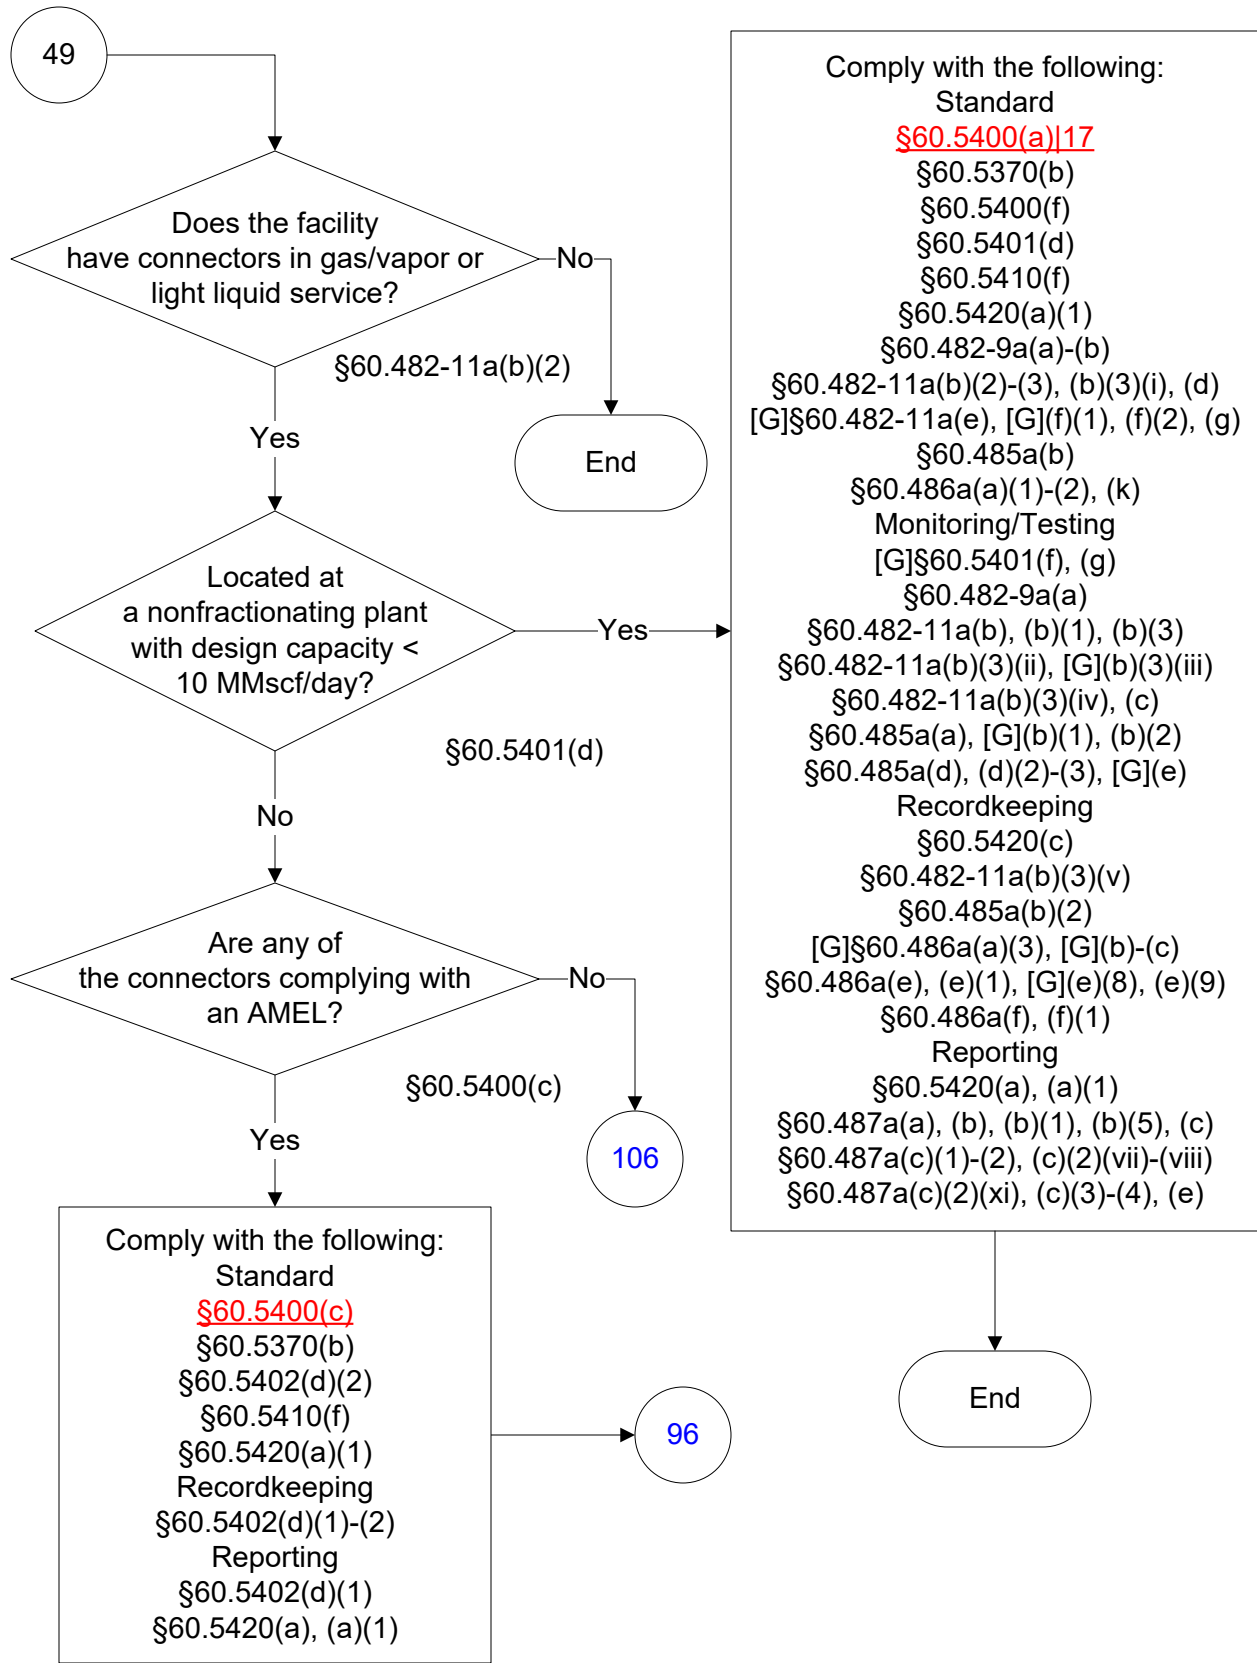 49
Does the facility
have connectors in gas/vapor or
light liquid service?
No
§60.482-11a(b)(2)
End
Yes
Located at
a nonfractionating plant
with design capacity <
10 MMscf/day?
Yes
§60.5401(d)
No
Are any of
the connectors complying with
an AMEL?
No
§60.5400(c)
106
Yes
Comply with the following:
Standard
§60.5400(c)
§60.5370(b)
§60.5402(d)(2)
§60.5410(f)
§60.5420(a)(1)
Recordkeeping
§60.5402(d)(1)-(2)
Reporting
§60.5402(d)(1)
§60.5420(a), (a)(1)
96
Comply with the following:
Standard
§60.5400(a)|17
§60.5370(b)
§60.5400(f)
§60.5401(d)
§60.5410(f)
§60.5420(a)(1)
§60.482-9a(a)-(b)
§60.482-11a(b)(2)-(3), (b)(3)(i), (d)
[G]§60.482-11a(e), [G](f)(1), (f)(2), (g)
§60.485a(b)
§60.486a(a)(1)-(2), (k)
Monitoring/Testing
[G]§60.5401(f), (g)
§60.482-9a(a)
§60.482-11a(b), (b)(1), (b)(3)
§60.482-11a(b)(3)(ii), [G](b)(3)(iii)
§60.482-11a(b)(3)(iv), (c)
§60.485a(a), [G](b)(1), (b)(2)
§60.485a(d), (d)(2)-(3), [G](e)
Recordkeeping
§60.5420(c)
§60.482-11a(b)(3)(v)
§60.485a(b)(2)
[G]§60.486a(a)(3), [G](b)-(c)
§60.486a(e), (e)(1), [G](e)(8), (e)(9)
§60.486a(f), (f)(1)
Reporting
§60.5420(a), (a)(1)
§60.487a(a), (b), (b)(1), (b)(5), (c)
§60.487a(c)(1)-(2), (c)(2)(vii)-(viii)
§60.487a(c)(2)(xi), (c)(3)-(4), (e)
End